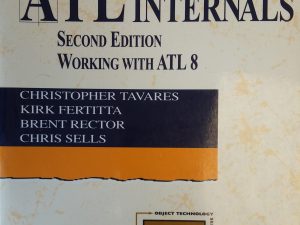 ATL INTERNALS
SECOND EDITION
WORKING WITH ATL 8
CHRISTOPHER TAVARES
KIRK FERTITTA
BRENT RECTOR
CHRIS SELLS
OBJECT TECHNOLOGY